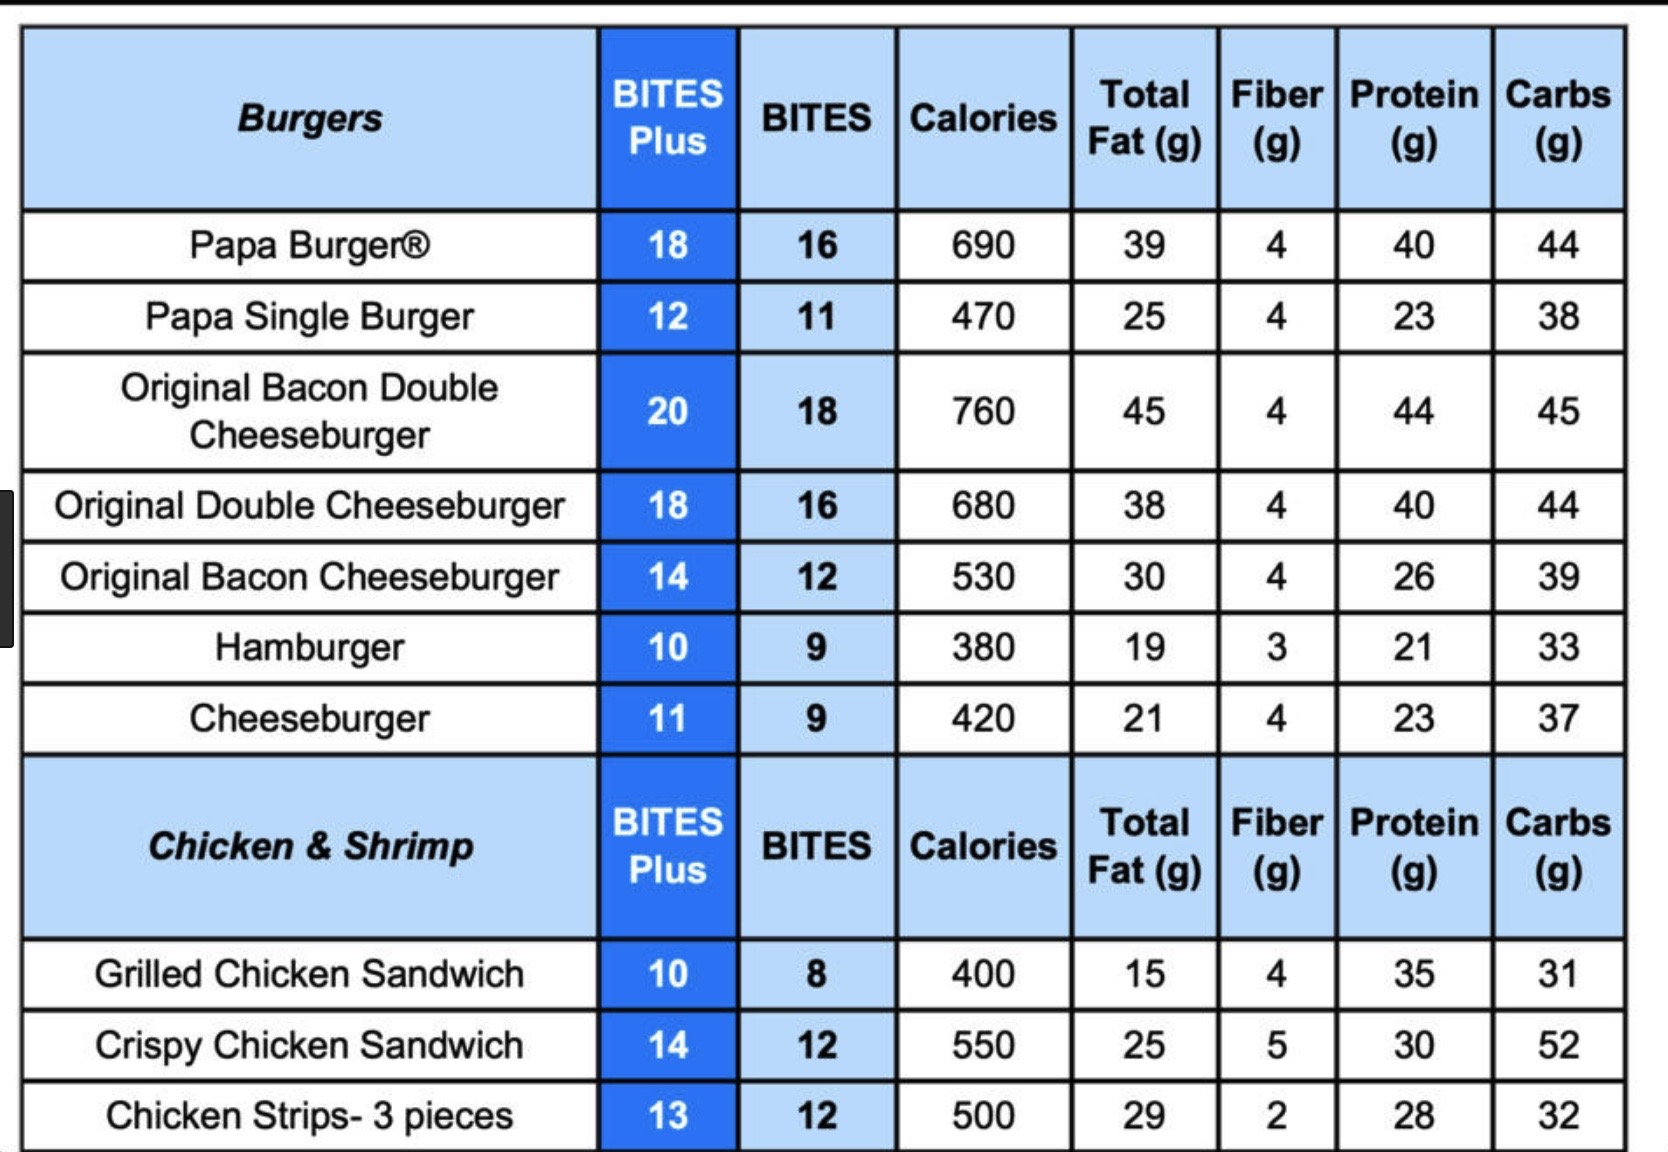 Burgers BITES Plus BITES Calories Total Fat (g) Fiber (g) Protein (g) Carbs (g)
Papa Burger® 18 16 690 39 4 40 44
Papa Single Burger 12 11 470 25 4 23 38
Original Bacon Double Cheeseburger 20 18 760 45 4 44 45
Original Double Cheeseburger 18 16 680 38 4 40 44
Original Bacon Cheeseburger 14 12 530 30 4 26 39
Hamburger 10 9 380 19 3 21 33
Cheeseburger 11 9 420 21 4 23 37
Chicken & Shrimp BITES Plus BITES Calories Total Fat (g) Fiber (g) Protein (g) Carbs (g)
Grilled Chicken Sandwich 10 8 400 15 4 35 31
Crispy Chicken Sandwich 14 12 550 25 5 30 52
Chicken Strips- 3 pieces 13 12 500 29 2 28 32